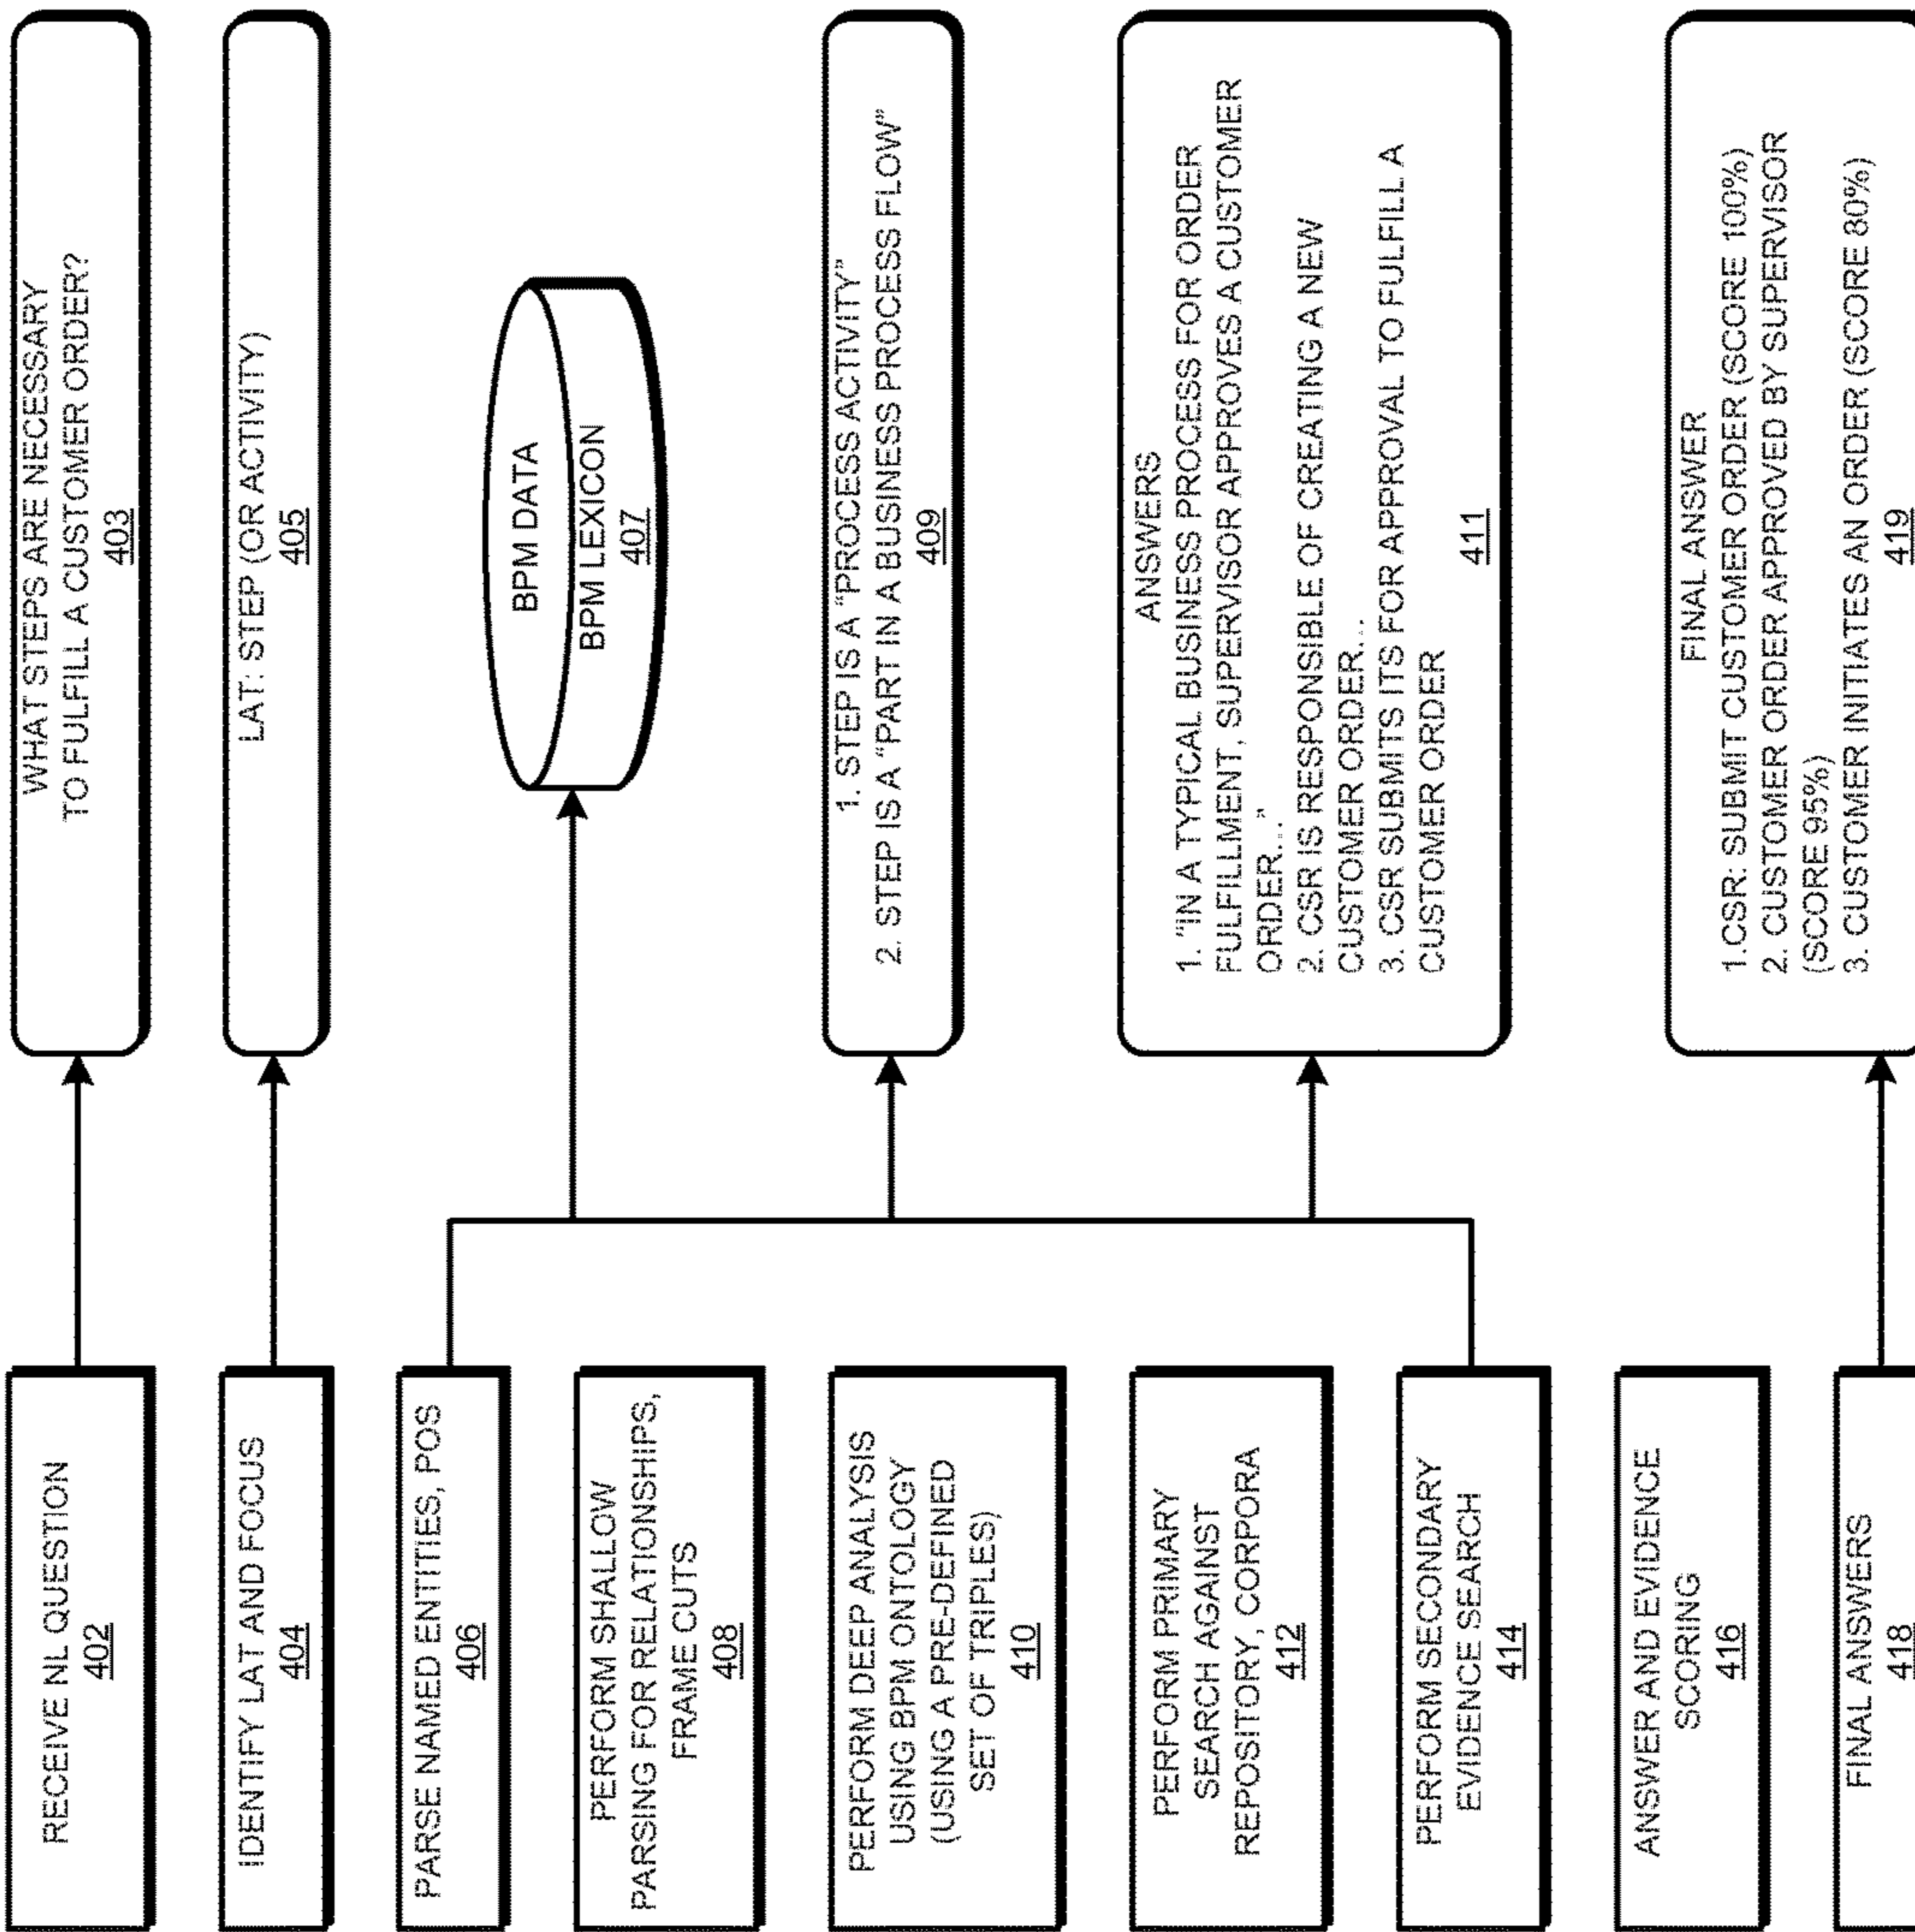 RECEIVE NL QUESTION
402
WHAT STEPS ARE NECESSARY
TO FULFILL A CUSTOMER ORDER?
403
IDENTIFY LAT AND FOCUS
404
LAT: STEP (OR ACTIVITY)
405
PARSE NAMED ENTITIES, POS
406
BPM DATA
BPM LEXICON
407
PERFORM SHALLOW
PARSING FOR RELATIONSHIPS,
FRAME CUTS
408
1. STEP IS A "PROCESS ACTIVITY"
2. STEP IS A "PART IN A BUSINESS PROCESS FLOW"
409
PERFORM DEEP ANALYSIS
USING BPM ONTOLOGY
(USING A PRE-DEFINED
SET OF TRIPLES)
410
ANSWERS
1. "IN A TYPICAL BUSINESS PROCESS FOR ORDER
FULFILLMENT, SUPERVISOR APPROVES A CUSTOMER
ORDER..."
2. CSR IS RESPONSIBLE OF CREATING A NEW
CUSTOMER ORDER...
3. CSR SUBMITS ITS FOR APPROVAL TO FULFILL A
CUSTOMER ORDER
411
PERFORM PRIMARY
SEARCH AGAINST
REPOSITORY, CORPORA
412
PERFORM SECONDARY
EVIDENCE SEARCH
414
ANSWER AND EVIDENCE
SCORING
416
FINAL ANSWERS
418
FINAL ANSWER
1.CSR: SUBMIT CUSTOMER ORDER (SCORE 100%)
2. CUSTOMER ORDER APPROVED BY SUPERVISOR
(SCORE 95%)
3. CUSTOMER INITIATES AN ORDER (SCORE 80%)
419